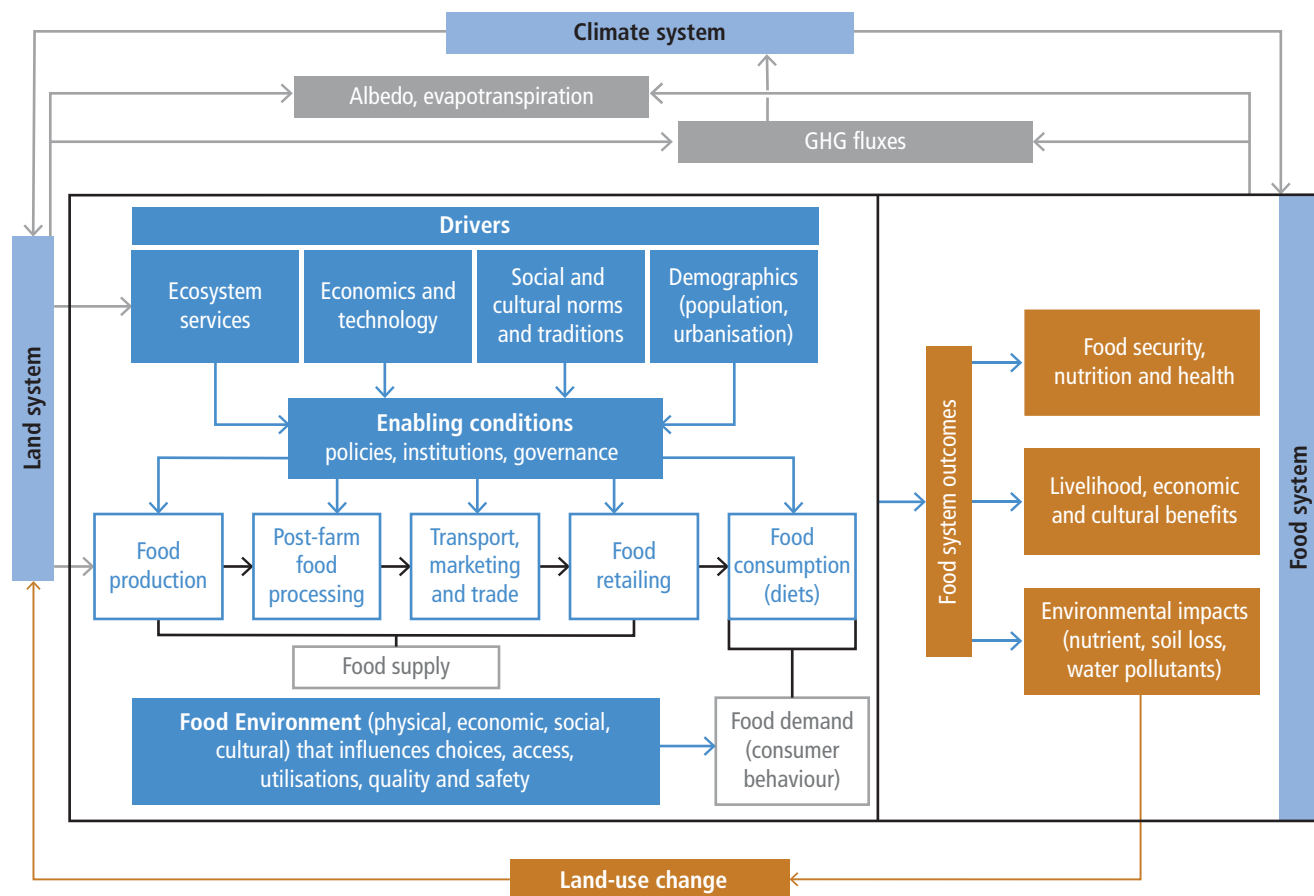 Climate system
Albedo, evapotranspiration
GHG fluxes
Land system
Drivers
Ecosystem
services
Economics and
technology
Social and
cultural norms
and traditions
Demographics
(population,
urbanisation)
Enabling conditions
policies, institutions, governance
Food
production
Post-farm
food
processing
Transport,
marketing
and trade
Food
retailing
Food
consumption
(diets)
Food supply
Food Environment (physical, economic, social,
cultural) that influences choices, access,
utilisations, quality and safety
Food demand
(consumer
behaviour)
Food system outcomes
Food security,
nutrition and health
Livelihood, economic
and cultural benefits
Environmental impacts
(nutrient, soil loss,
water pollutants)
Food system
Land-use change